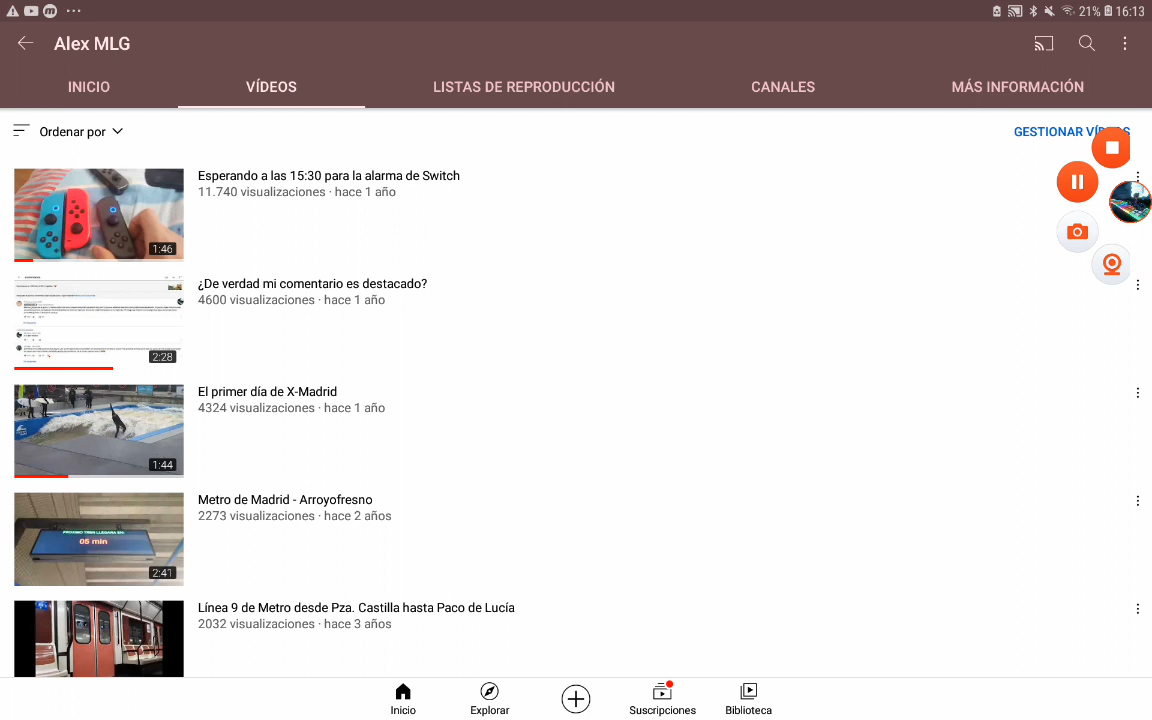 21% 16:13
Alex MLG
INICIO VÍDEOS LISTAS DE REPRODUCCIÓN CANALES MÁS INFORMACIÓN
Ordenar por
GESTIONAR VÍDEOS
Esperando a las 15:30 para la alarma de Switch
11.740 visualizaciones · hace 1 año
1:46
¿De verdad mi comentario es destacado?
4600 visualizaciones · hace 1 año
2:28
El primer día de X-Madrid
4324 visualizaciones · hace 1 año
1:44
Metro de Madrid - Arroyofresno
2273 visualizaciones · hace 2 años
PROXIMO TREN LLEGARA EN:
05 min
2:41
Línea 9 de Metro desde Pza. Castilla hasta Paco de Lucía
2032 visualizaciones · hace 3 años
Inicio Explorar Suscripciones Biblioteca